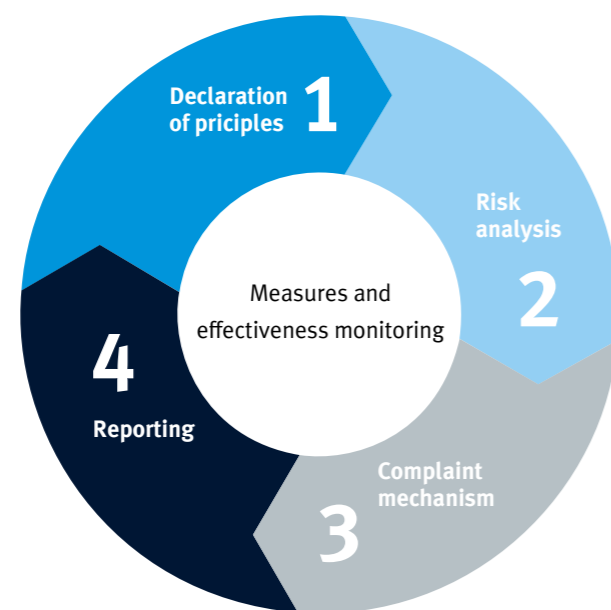 Declaration
of priciples
1
Risk
analysis
2
Measures and
effectiveness monitoring
4
Reporting
Complaint
mechanism
3